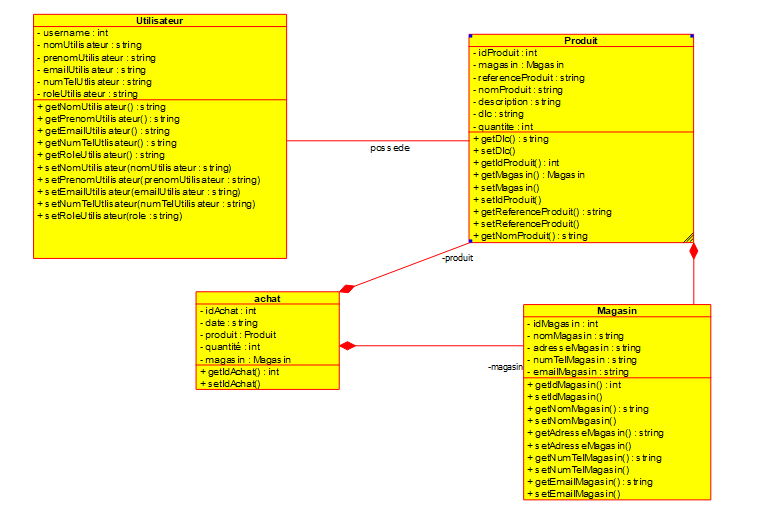 Utilisateur
- username : int
- nomUtilisateur : string
- prenomUtilisateur : string
- emailUtilisateur : string
- numTelUtlisateur : string
- roleUtilisateur : string
+ getNomUtilisateur() : string
+ getPrenomUtilisateur() : string
+ getEmailUtilisateur() : string
+ getNumTelUtlisateur() : string
+ getRoleUtilisateur() : string
+ setNomUtilisateur(nomUtilisateur : string)
+ setPrenomUtilisateur(prenomUtilisateur : string)
+ setEmailUtilisateur(emailUtilisateur : string)
+ setNumTelUtlisateur(numTelUtilisateur : string)
+ setRoleUtilisateur(role : string)
possede
Produit
- idProduit : int
- magasin : Magasin
- referenceProduit : string
- nomProduit : string
- description : string
- dlc : string
- quantite : int
+ getDlc() : string
+ setDlc()
+ getIdProduit() : int
+ getMagasin() : Magasin
+ setMagasin()
+ setIdProduit()
+ getReferenceProduit() : string
+ setReferenceProduit()
+ getNomProduit() : string
-produit
achat
- idAchat : int
- date : string
- produit : Produit
- quantité : int
- magasin : Magasin
+ getIdAchat() : int
+ setIdAchat()
-magasin
Magasin
- idMagasin : int
- nomMagasin : string
- adresseMagasin : string
- numTelMagasin : string
- emailMagasin : string
+ getIdMagasin() : int
+ setIdMagasin()
+ getNomMagasin() : string
+ setNomMagasin()
+ getAdresseMagasin() : string
+ setAdresseMagasin()
+ getNumTelMagasin() : string
+ setNumTelMagasin()
+ getEmailMagasin() : string
+ setEmailMagasin()